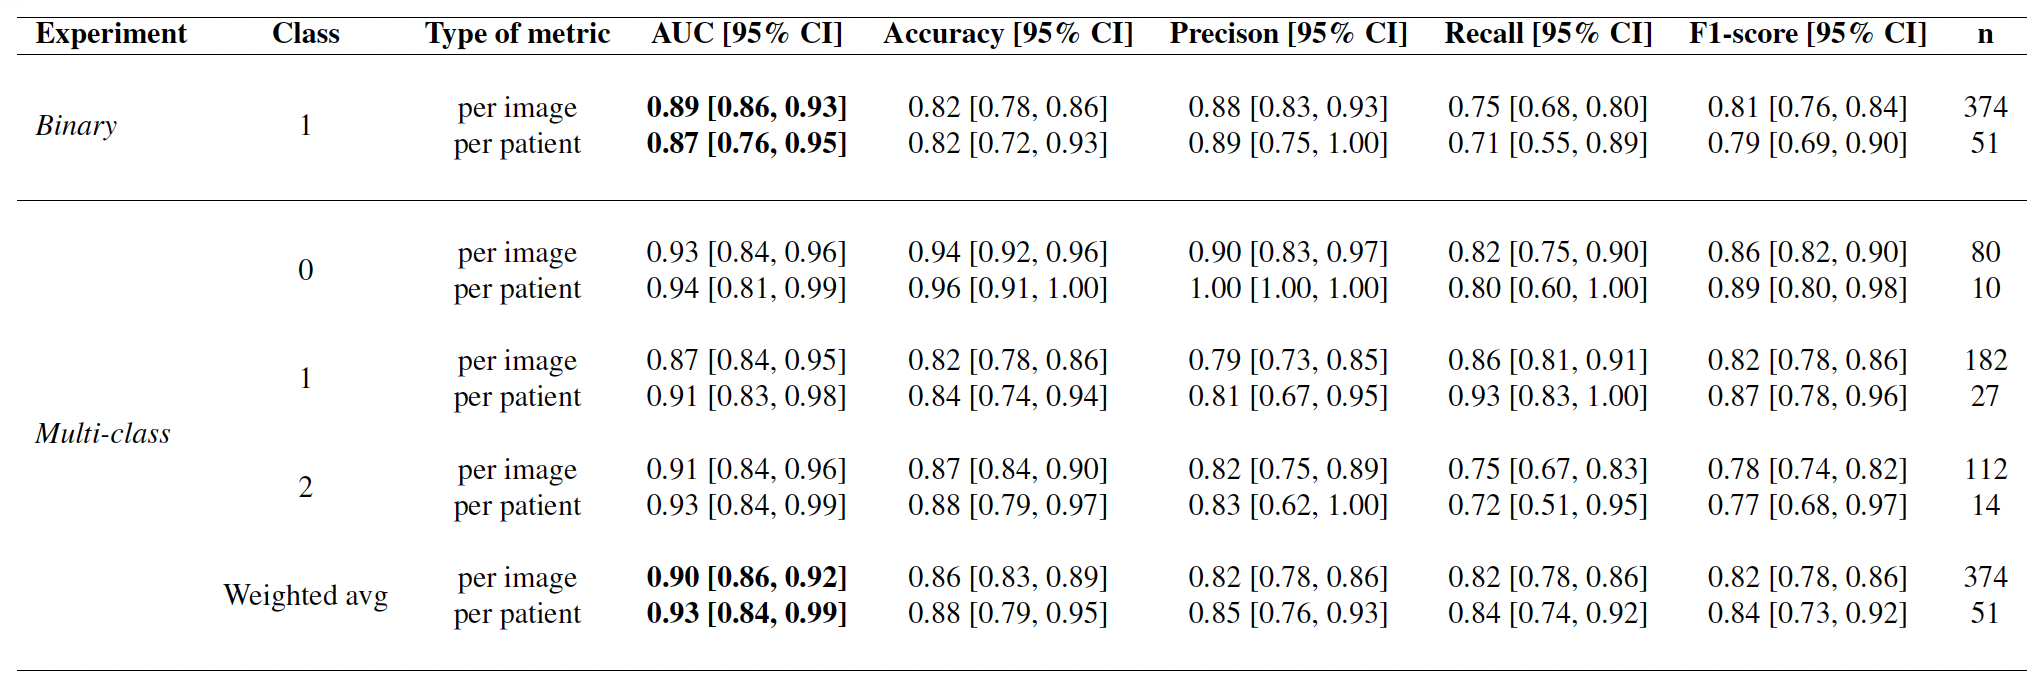 Experiment Class Type of metric AUC [95% CI] Accuracy [95% CI] Precison [95% CI] Recall [95% CI] F1-score [95% CI] n
Binary 1 per image 0.89 [0.86, 0.93] 0.82 [0.78, 0.86] 0.88 [0.83, 0.93] 0.75 [0.68, 0.80] 0.81 [0.76, 0.84] 374
per patient 0.87 [0.76, 0.95] 0.82 [0.72, 0.93] 0.89 [0.75, 1.00] 0.71 [0.55, 0.89] 0.79 [0.69, 0.90] 51
Multi-class 0 per image 0.93 [0.84, 0.96] 0.94 [0.92, 0.96] 0.90 [0.83, 0.97] 0.82 [0.75, 0.90] 0.86 [0.82, 0.90] 80
per patient 0.94 [0.81, 0.99] 0.96 [0.91, 1.00] 1.00 [1.00, 1.00] 0.80 [0.60, 1.00] 0.89 [0.80, 0.98] 10
1 per image 0.87 [0.84, 0.95] 0.82 [0.78, 0.86] 0.79 [0.73, 0.85] 0.86 [0.81, 0.91] 0.82 [0.78, 0.86] 182
per patient 0.91 [0.83, 0.98] 0.84 [0.74, 0.94] 0.81 [0.67, 0.95] 0.93 [0.83, 1.00] 0.87 [0.78, 0.96] 27
2 per image 0.91 [0.84, 0.96] 0.87 [0.84, 0.90] 0.82 [0.75, 0.89] 0.75 [0.67, 0.83] 0.78 [0.74, 0.82] 112
per patient 0.93 [0.84, 0.99] 0.88 [0.79, 0.97] 0.83 [0.62, 1.00] 0.72 [0.51, 0.95] 0.77 [0.68, 0.97] 14
Weighted avg per image 0.90 [0.86, 0.92] 0.86 [0.83, 0.89] 0.82 [0.78, 0.86] 0.82 [0.78, 0.86] 0.82 [0.78, 0.86] 374
per patient 0.93 [0.84, 0.99] 0.88 [0.79, 0.95] 0.85 [0.76, 0.93] 0.84 [0.74, 0.92] 0.84 [0.73, 0.92] 51